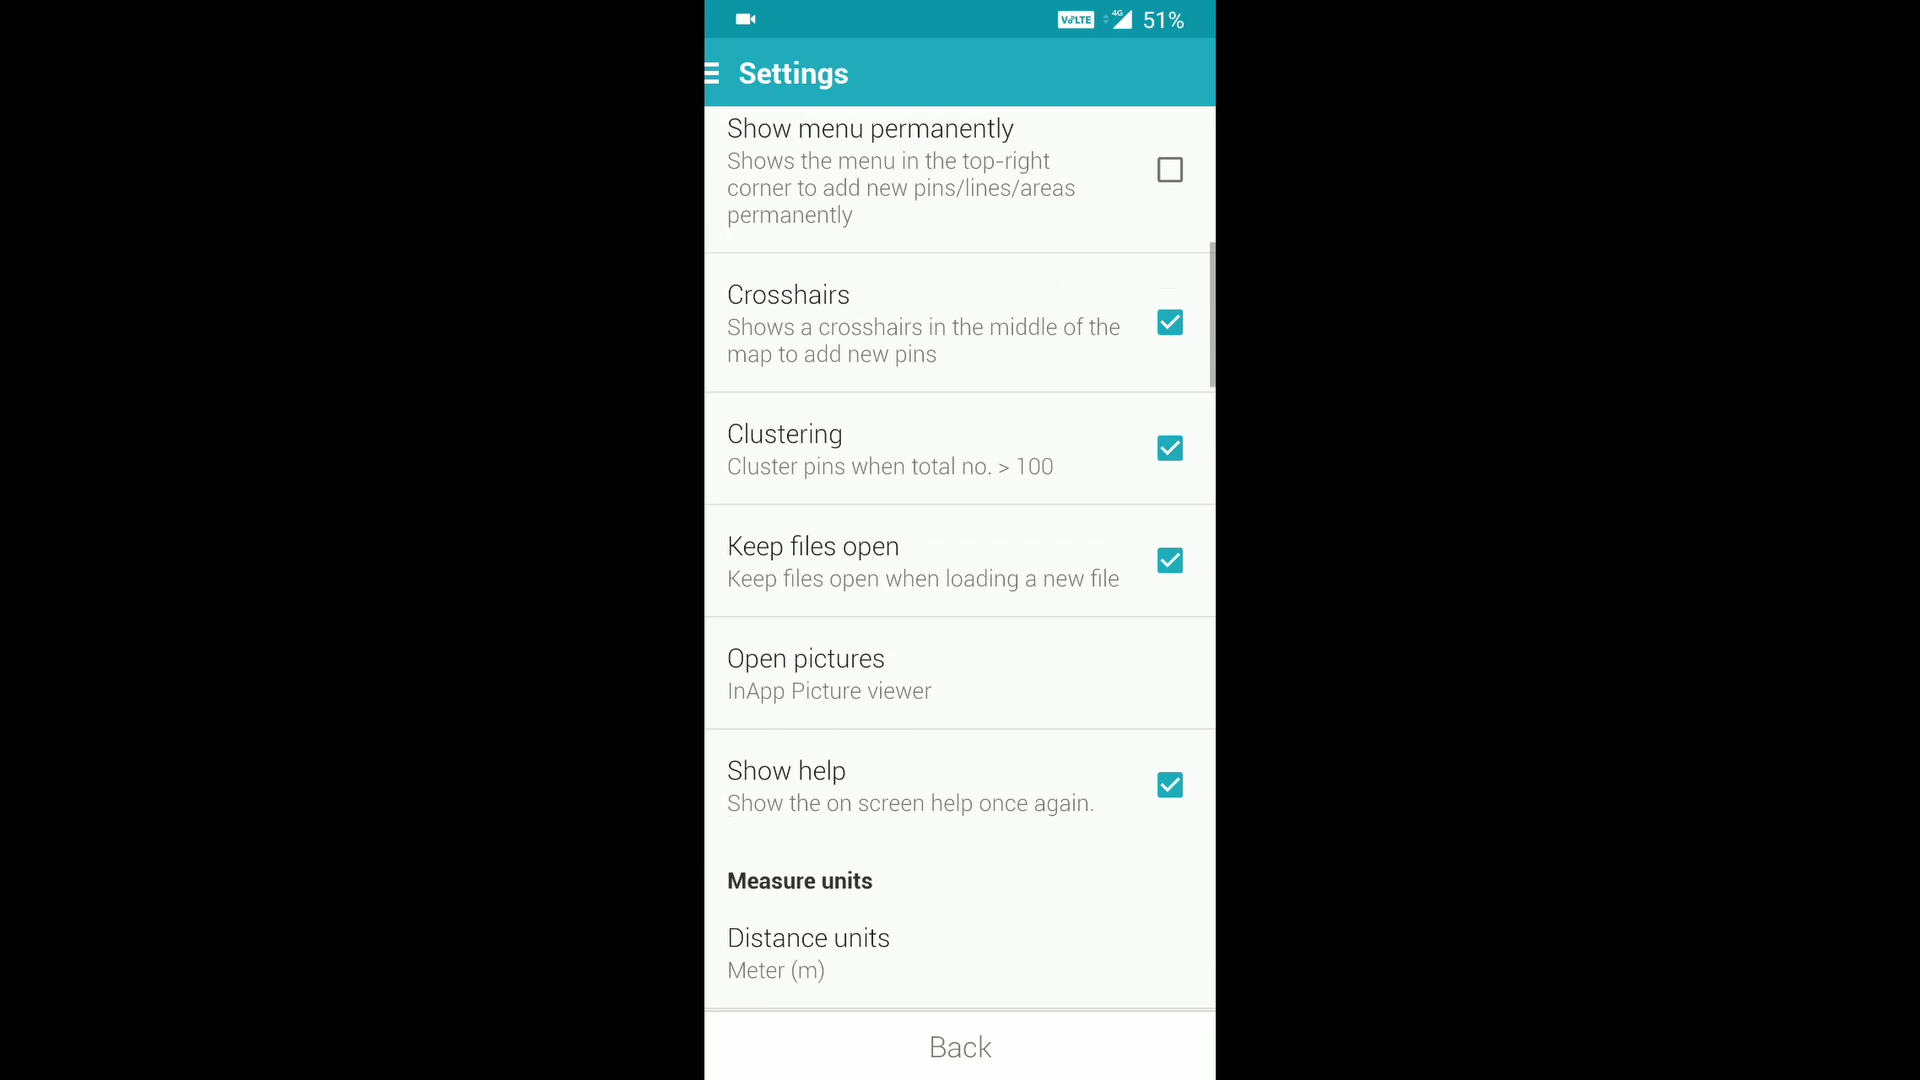 VoLTE 4G 51%
Settings
Show menu permanently
Shows the menu in the top-right
corner to add new pins/lines/areas
permanently
Crosshairs
Shows a crosshairs in the middle of the
map to add new pins
Clustering
Cluster pins when total no. > 100
Keep files open
Keep files open when loading a new file
Open pictures
InApp Picture viewer
Show help
Show the on screen help once again.
Measure units
Distance units
Meter (m)
Back